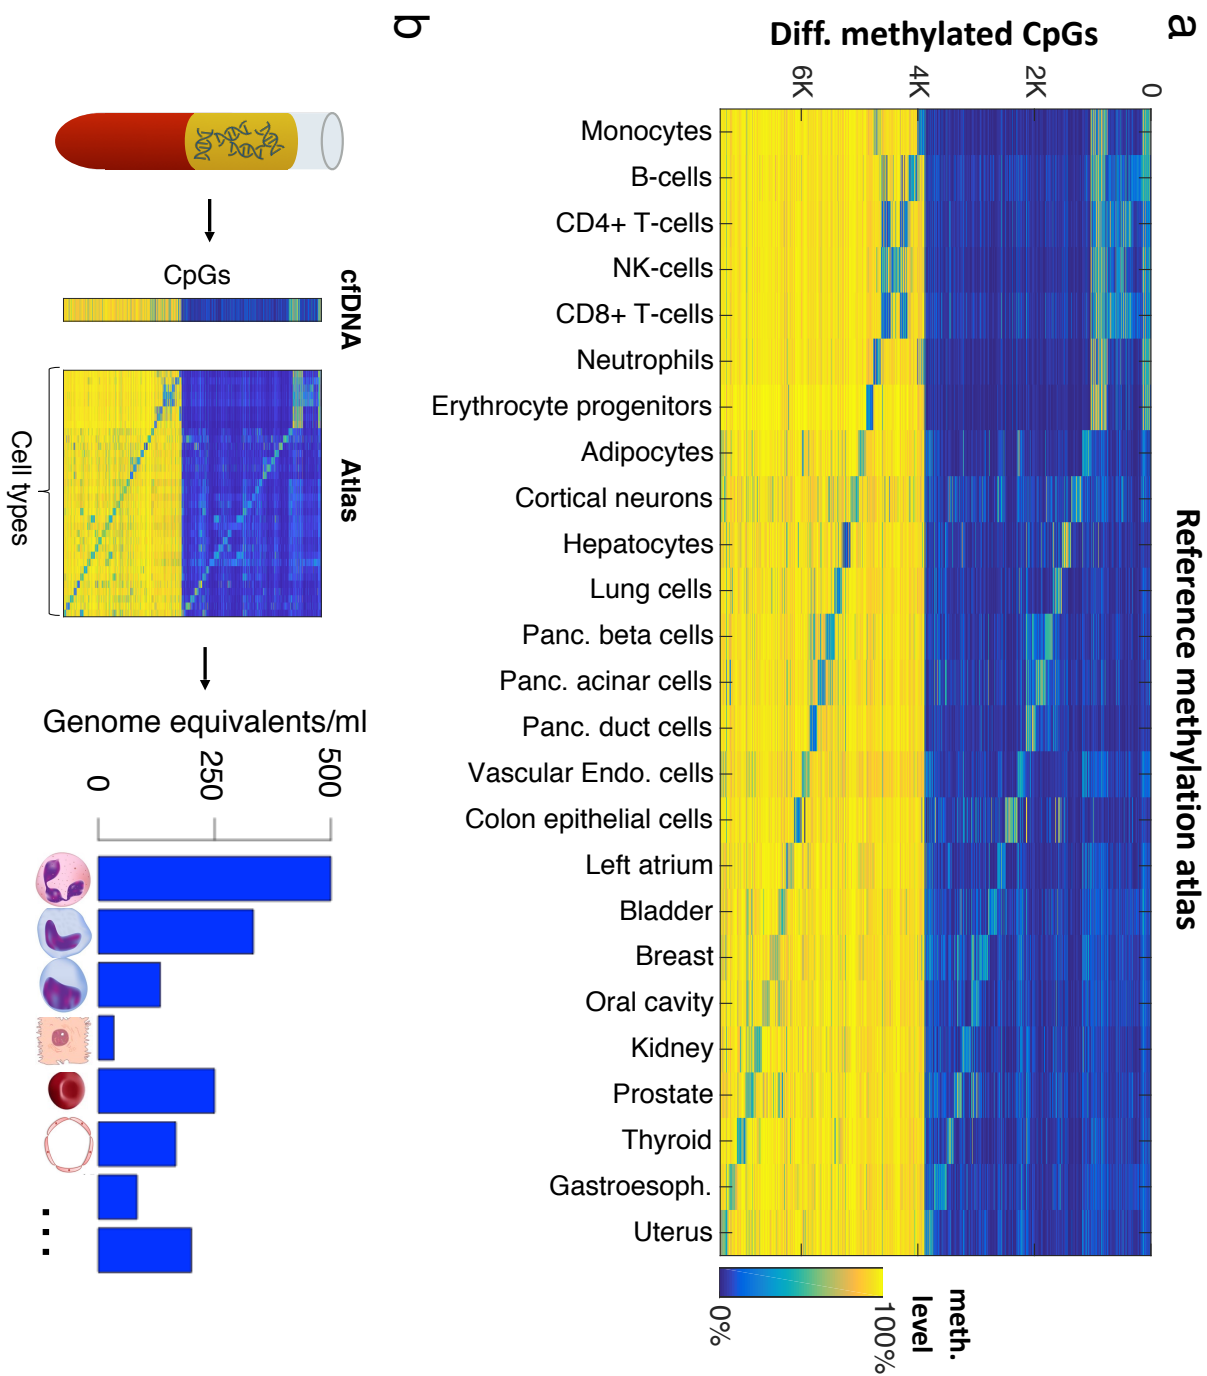 a
Reference methylation atlas
Diff. methylated CpGs
0
2K
4K
6K
Monocytes
B-cells
CD4+ T-cells
NK-cells
CD8+ T-cells
Neutrophils
Erythrocyte progenitors
Adipocytes
Cortical neurons
Hepatocytes
Lung cells
Panc. beta cells
Panc. acinar cells
Panc. duct cells
Vascular Endo. cells
Colon epithelial cells
Left atrium
Bladder
Breast
Oral cavity
Kidney
Prostate
Thyroid
Gastroesoph.
Uterus
meth.
level
100%
0%
b
cfDNA
CpGs
Atlas
Cell types
Genome equivalents/ml
500
250
0
...